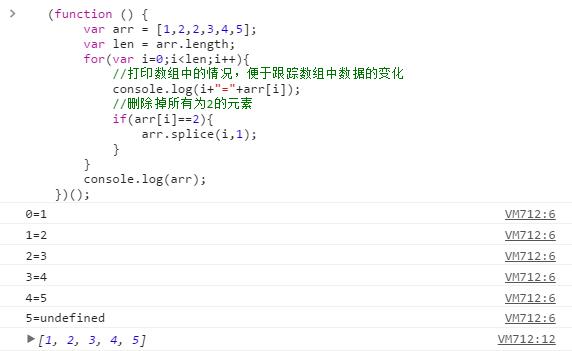 (function () {
var arr = [1,2,2,3,4,5];
var len = arr.length;
for(var i=0;i<len;i++){
//打印数组中的情况，便于跟踪数组中数据的变化
console.log(i+"="+arr[i]);
//删除掉所有为2的元素
if(arr[i]==2){
arr.splice(i,1);
}
}
console.log(arr);
})();
0=1 VM712:6
1=2 VM712:6
2=3 VM712:6
3=4 VM712:6
4=5 VM712:6
5=undefined VM712:6
[1, 2, 3, 4, 5] VM712:12